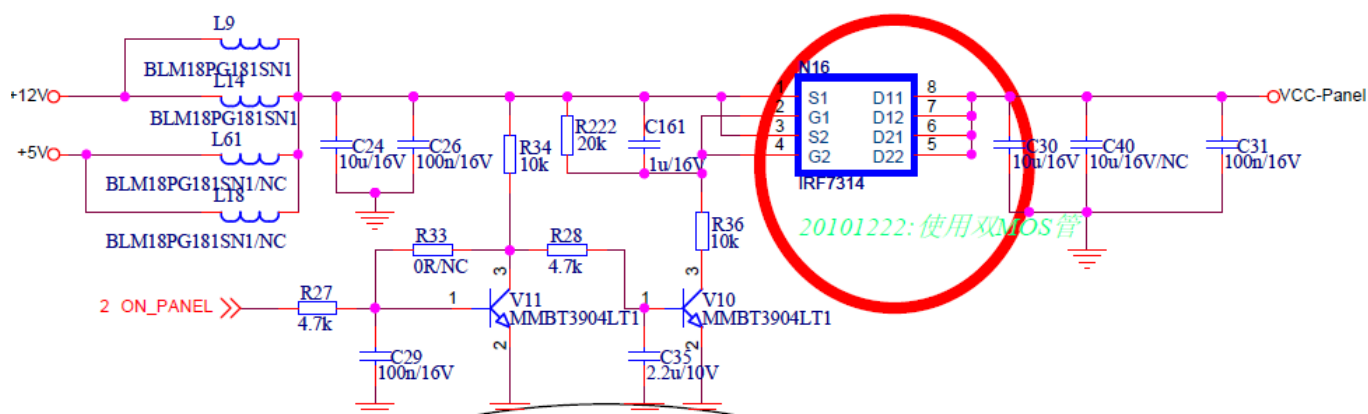 L9
BLM18PG181SN1
L14
BLM18PG181SN1
L61
BLM18PG181SN1/NC
L18
BLM18PG181SN1/NC
+12V
+5V
C24
10u/16V
C26
100n/16V
R34
10k
R222
20k
C161
1u/16V
N16
1
2
3
4
S1
G1
S2
G2
D11
D12
D21
D22
8
7
6
5
IRF7314
VCC-Panel
C30
10u/16V
C40
10u/16V/NC
C31
100n/16V
20101222:使用双MOS管
R36
10k
R33
0R/NC
R28
4.7k
2 ON_PANEL
R27
4.7k
C29
100n/16V
1
3
2
V11
MMBT3904LT1
C35
2.2u/10V
1
3
2
V10
MMBT3904LT1